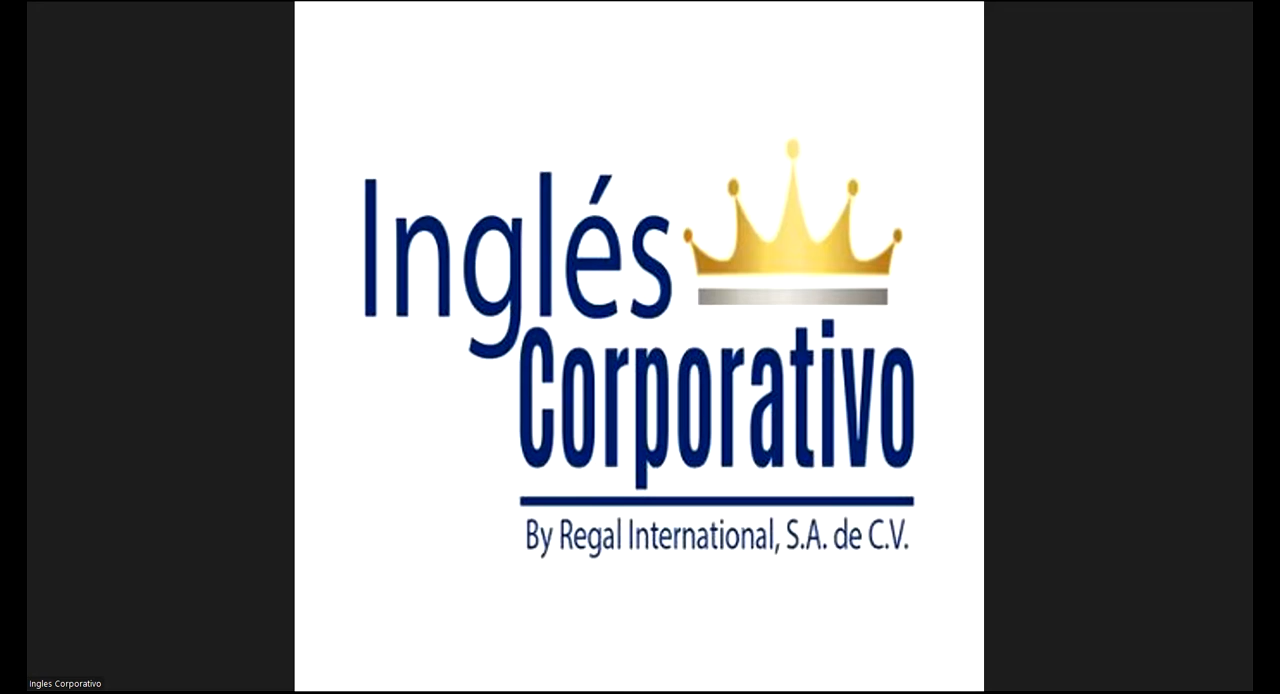 Inglés
Corporativo
By Regal International, S.A. de C.V.
Ingles Corporativo